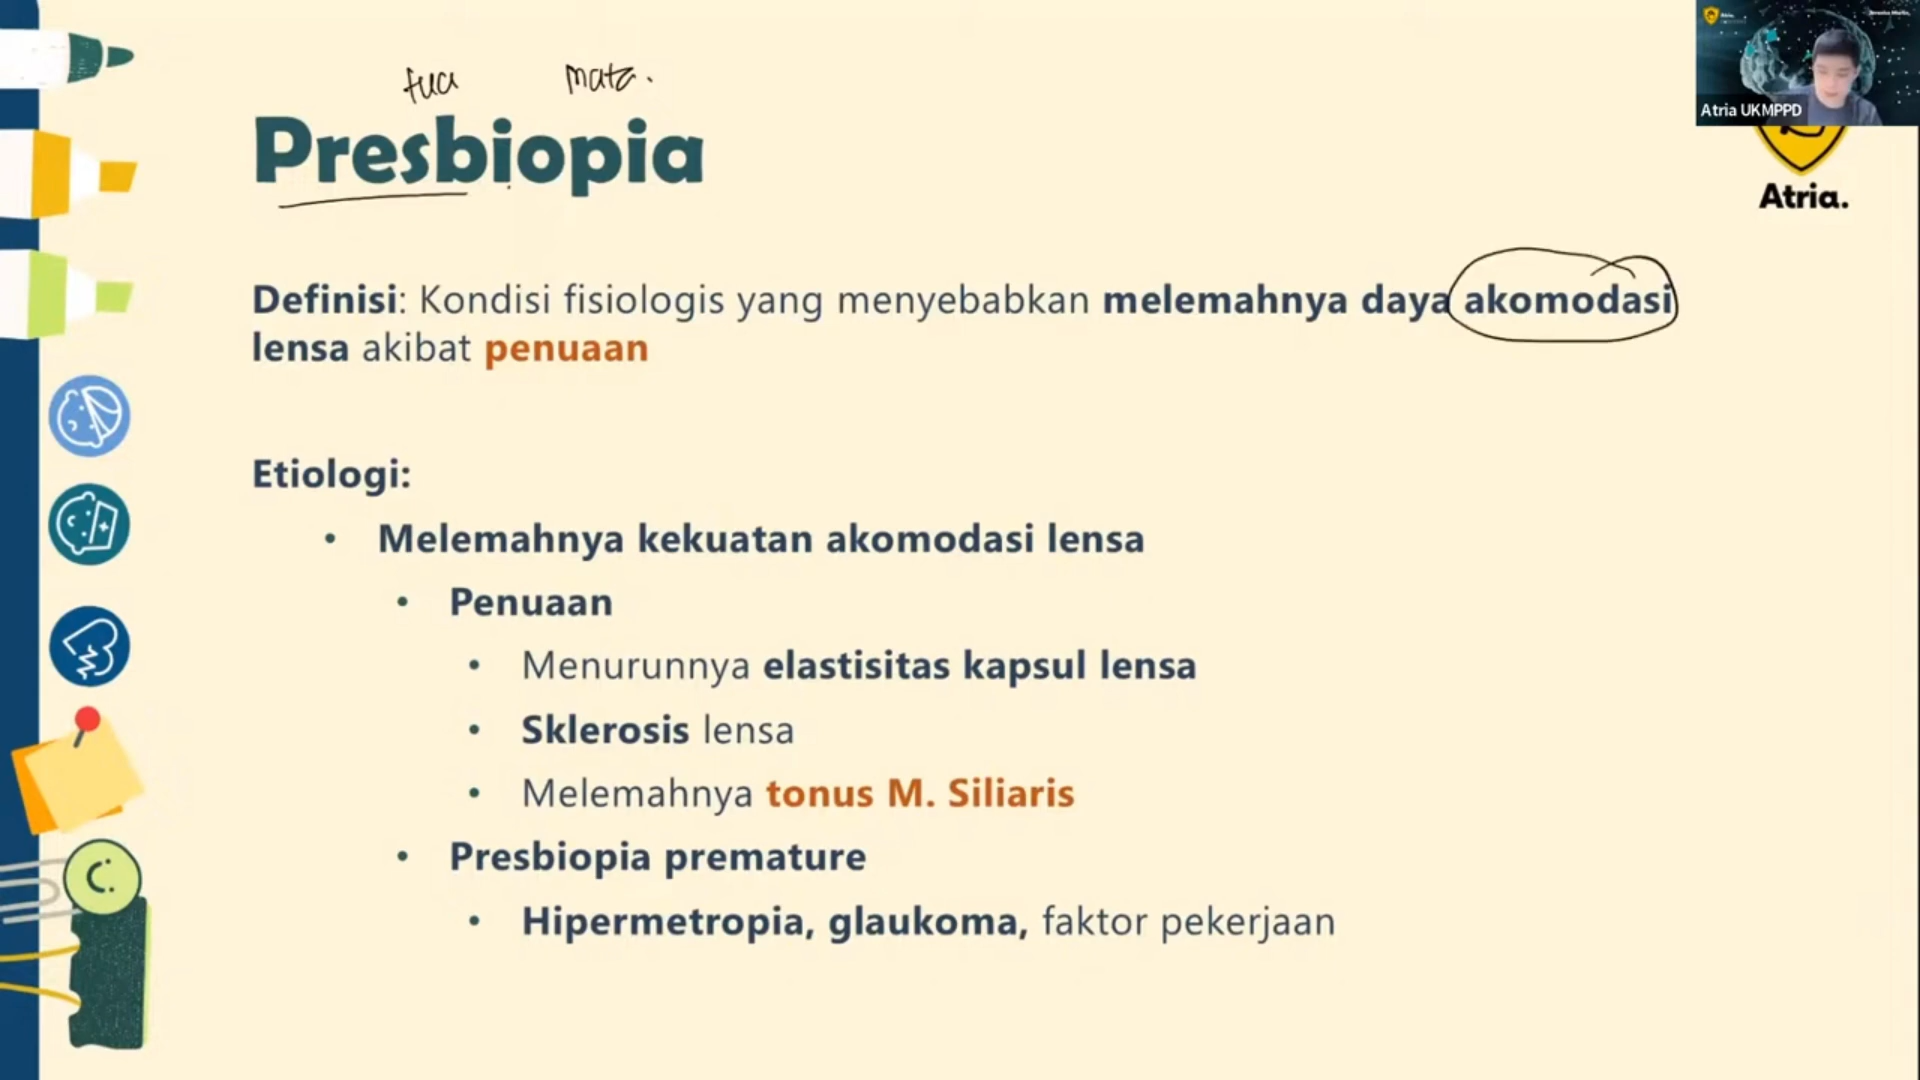 tua mata.
Presbiopia
Atria UKMPPD
Atria.
Definisi: Kondisi fisiologis yang menyebabkan melemahnya daya akomodasi
lensa akibat penuaan
Etiologi:
• Melemahnya kekuatan akomodasi lensa
• Penuaan
• Menurunnya elastisitas kapsul lensa
• Sklerosis lensa
• Melemahnya tonus M. Siliaris
• Presbiopia premature
• Hipermetropia, glaukoma, faktor pekerjaan